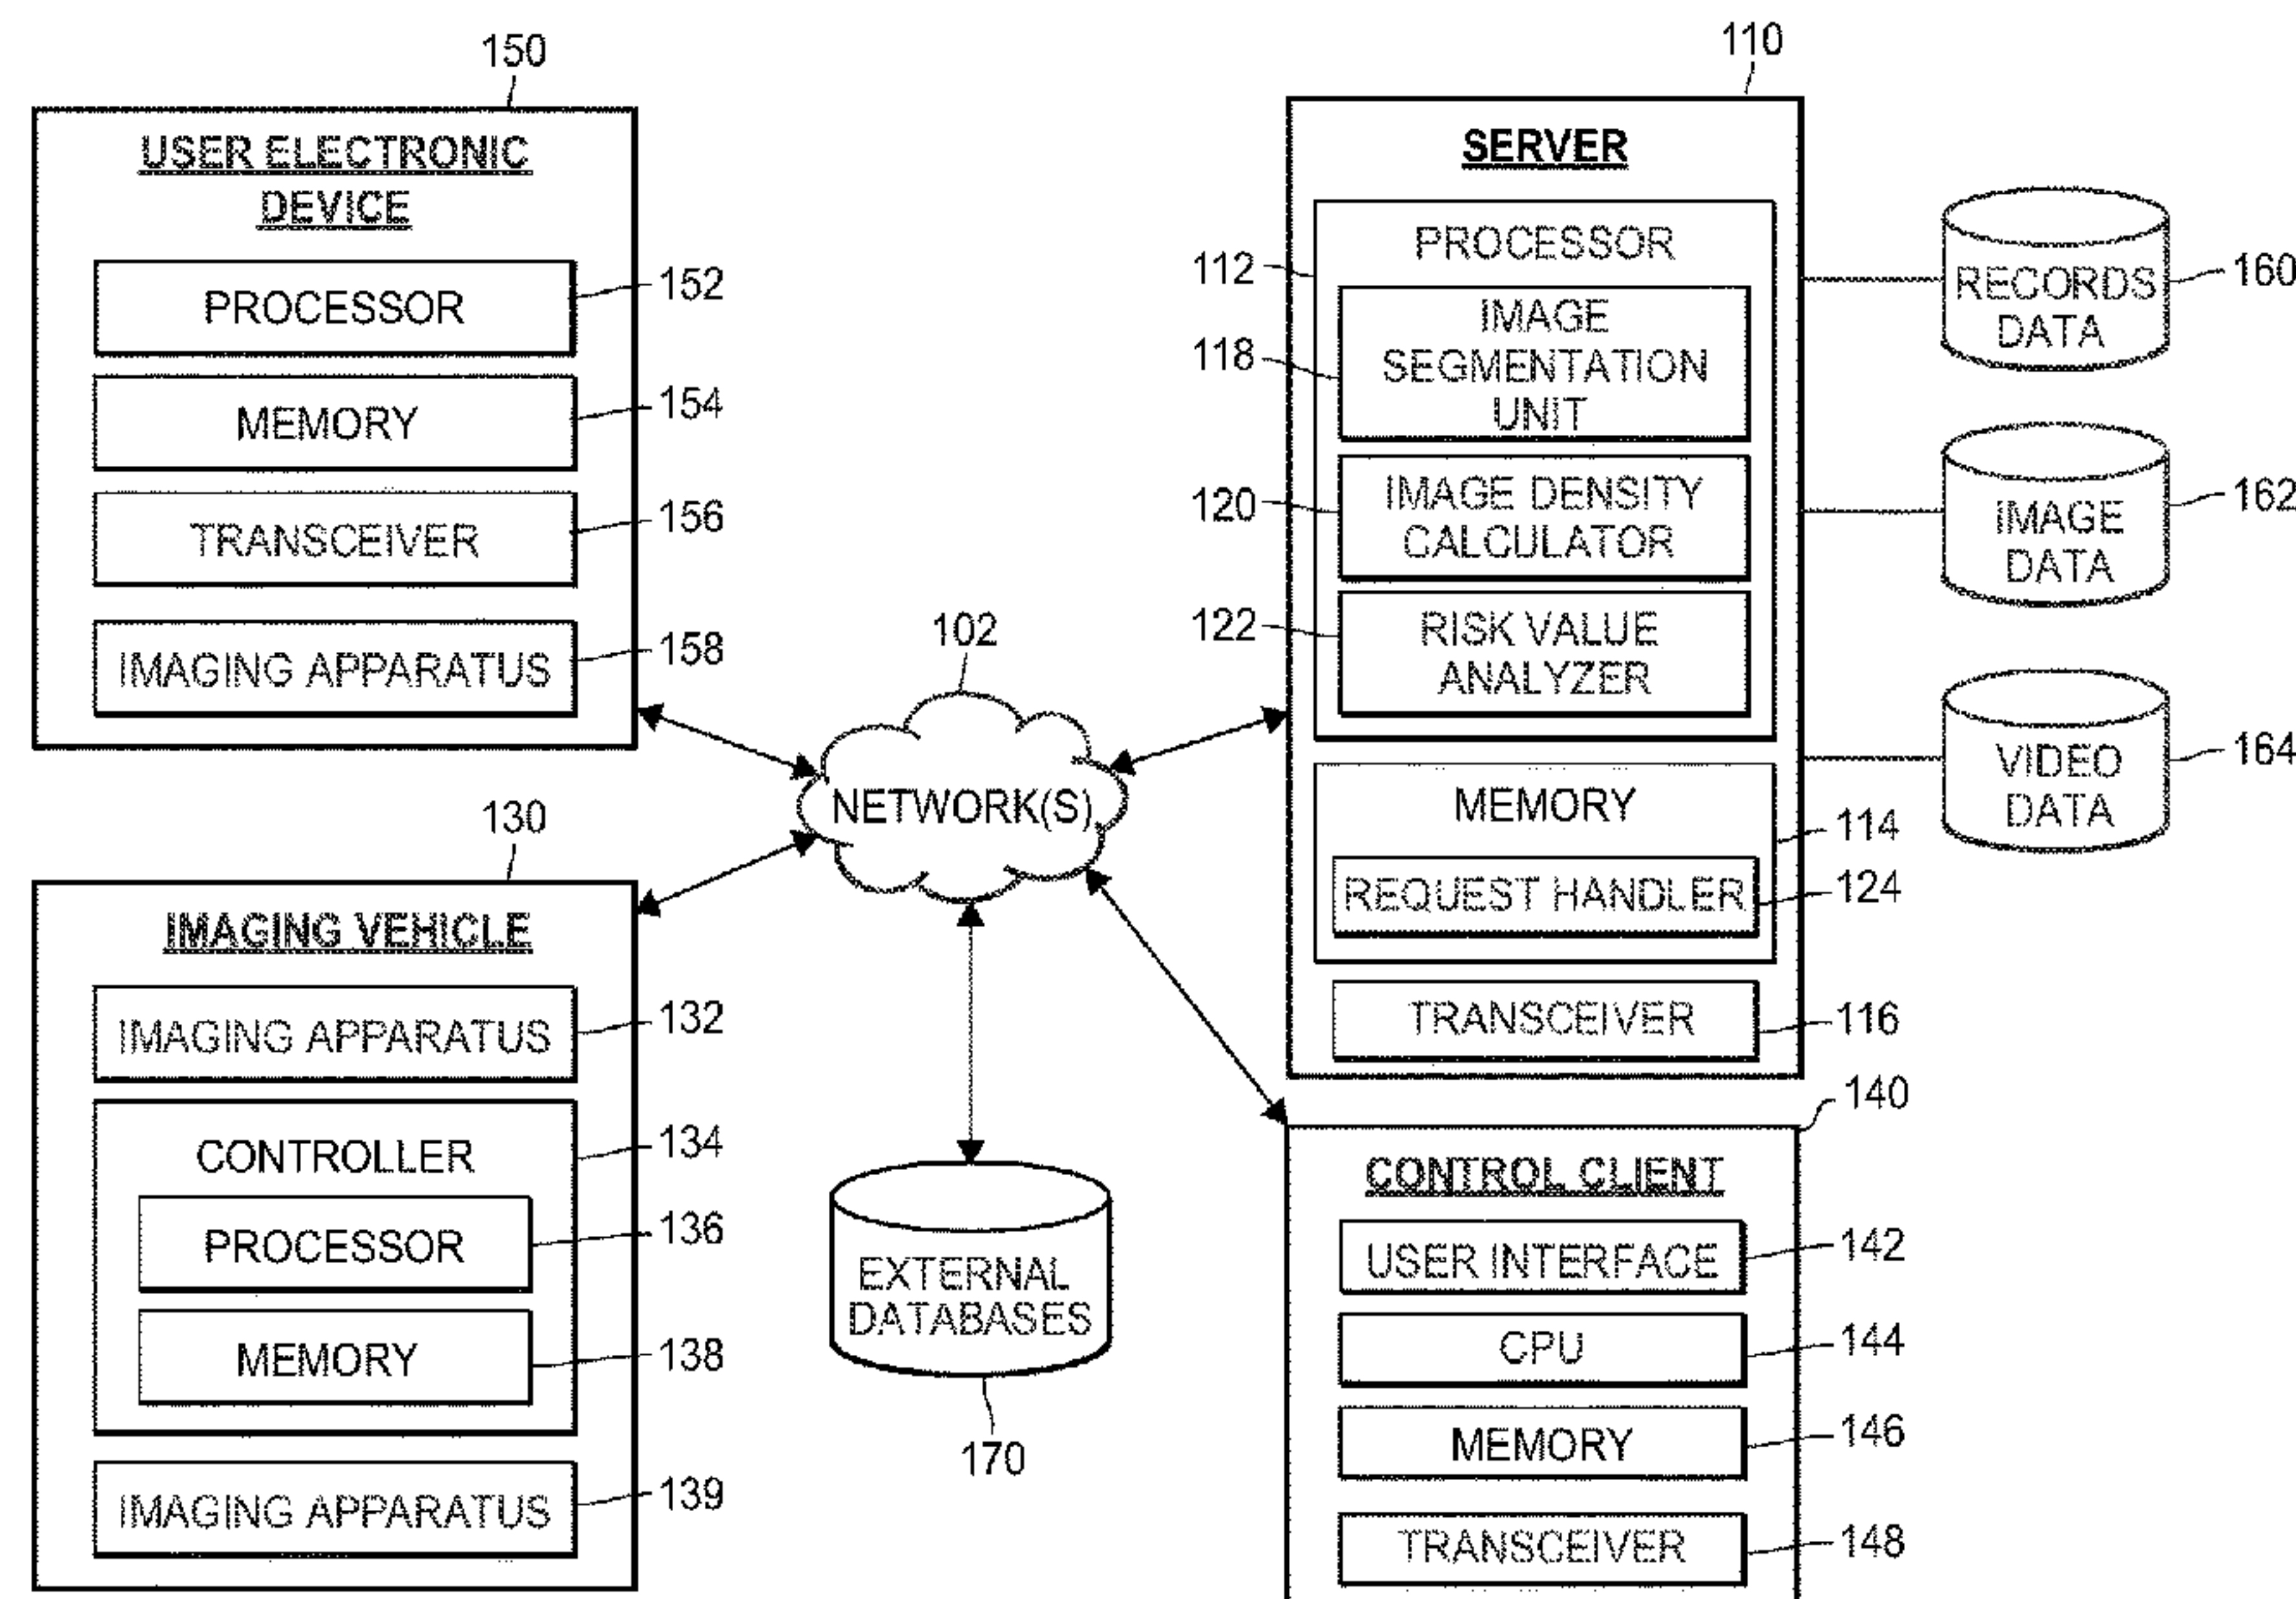 150
USER ELECTRONIC
DEVICE
PROCESSOR
152
MEMORY
154
TRANSCEIVER
156
IMAGING APPARATUS
158
130
IMAGING VEHICLE
IMAGING APPARATUS
132
CONTROLLER
134
PROCESSOR
136
MEMORY
138
IMAGING APPARATUS
139
102
NETWORK(S)
EXTERNAL
DATABASES
170
110
SERVER
112
PROCESSOR
118
IMAGE
SEGMENTATION
UNIT
120
IMAGE DENSITY
CALCULATOR
122
RISK VALUE
ANALYZER
MEMORY
114
REQUEST HANDLER
124
TRANSCEIVER
116
RECORDS
DATA
160
IMAGE
DATA
162
VIDEO
DATA
164
140
CONTROL CLIENT
USER INTERFACE
142
CPU
144
MEMORY
146
TRANSCEIVER
148